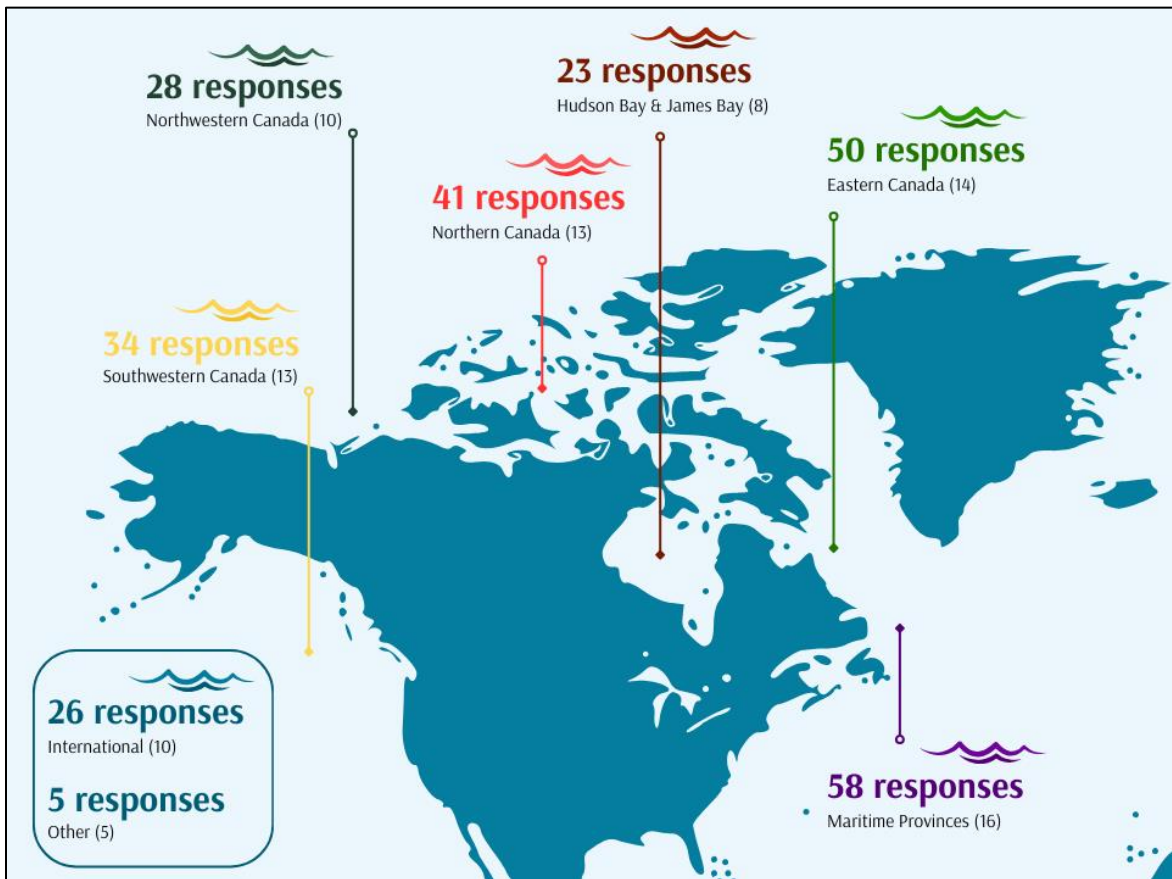 28 responses
Northwestern Canada (10)
23 responses
Hudson Bay & James Bay (8)
50 responses
Eastern Canada (14)
41 responses
Northern Canada (13)
34 responses
Southwestern Canada (13)
26 responses
International (10)
5 responses
Other (5)
58 responses
Maritime Provinces (16)